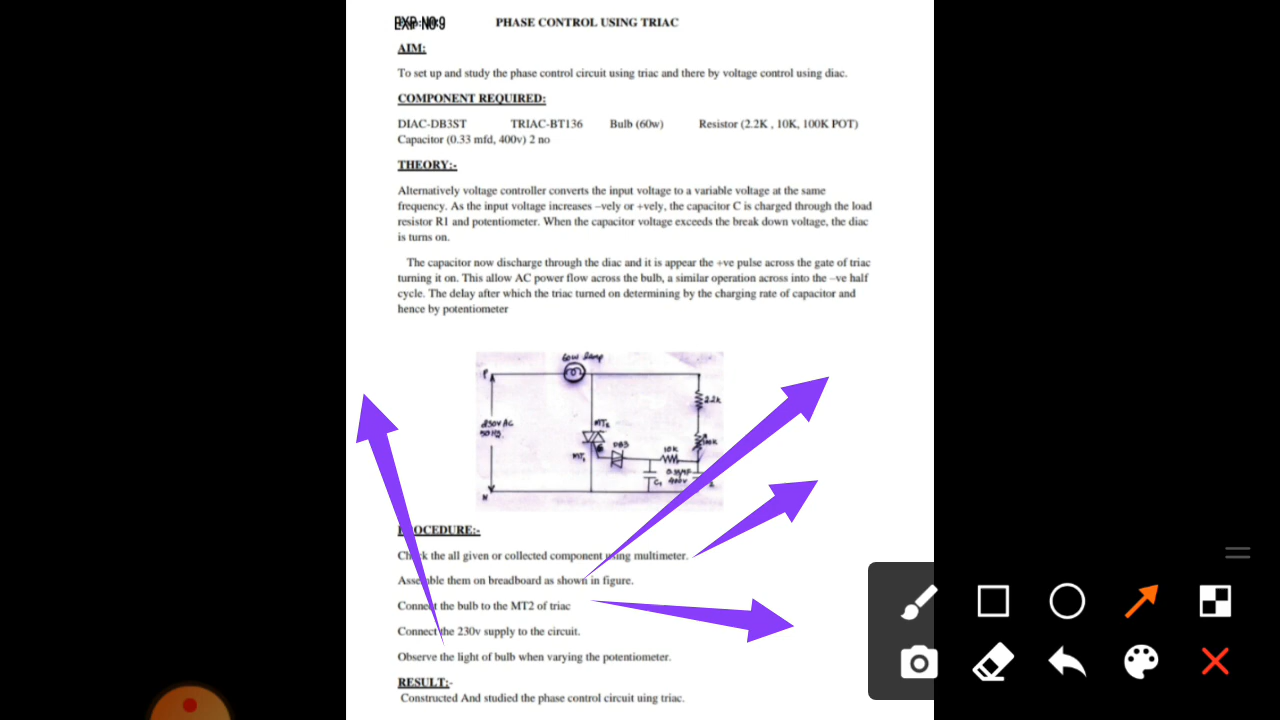 EXP NO:9
PHASE CONTROL USING TRIAC
AIM:
To set up and study the phase control circuit using triac and there by voltage control using diac.
COMPONENT REQUIRED:
DIAC-DB3ST TRIAC-BT136 Bulb (60w) Resistor (2.2K , 10K, 100K POT)
Capacitor (0.33 mfd, 400v) 2 no
THEORY:-
Alternatively voltage controller converts the input voltage to a variable voltage at the same
frequency. As the input voltage increases –vely or +vely, the capacitor C is charged through the load
resistor R1 and potentiometer. When the capacitor voltage exceeds the break down voltage, the diac
is turns on.
The capacitor now discharge through the diac and it is appear the +ve pulse across the gate of triac
turning it on. This allow AC power flow across the bulb, a similar operation across into the –ve half
cycle. The delay after which the triac turned on determining by the charging rate of capacitor and
hence by potentiometer
60W Lamp
P
2.2K
230V AC
50 HZ
MT2
DB3
MT1
10K
C1
400V
N
PROCEDURE:-
Check the all given or collected component using multimeter.
Assemble them on breadboard as shown in figure.
Connect the bulb to the MT2 of triac
Connect the 230v supply to the circuit.
Observe the light of bulb when varying the potentiometer.
RESULT:-
Constructed And studied the phase control circuit uing triac.